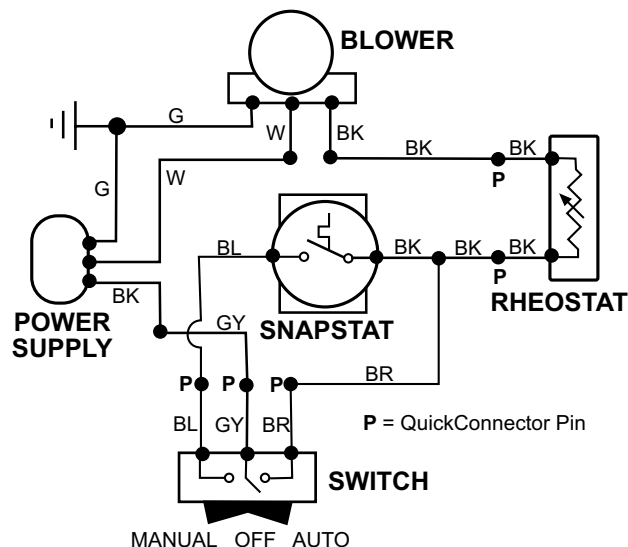 BLOWER
G
W
BK
BK
BK
P
G
W
BL
BK
BK
BK
P
BK
GY
SNAPSTAT
RHEOSTAT
POWER
SUPPLY
P
P
P
BR
BL
GY
BR
P = QuickConnector Pin
SWITCH
MANUAL OFF AUTO